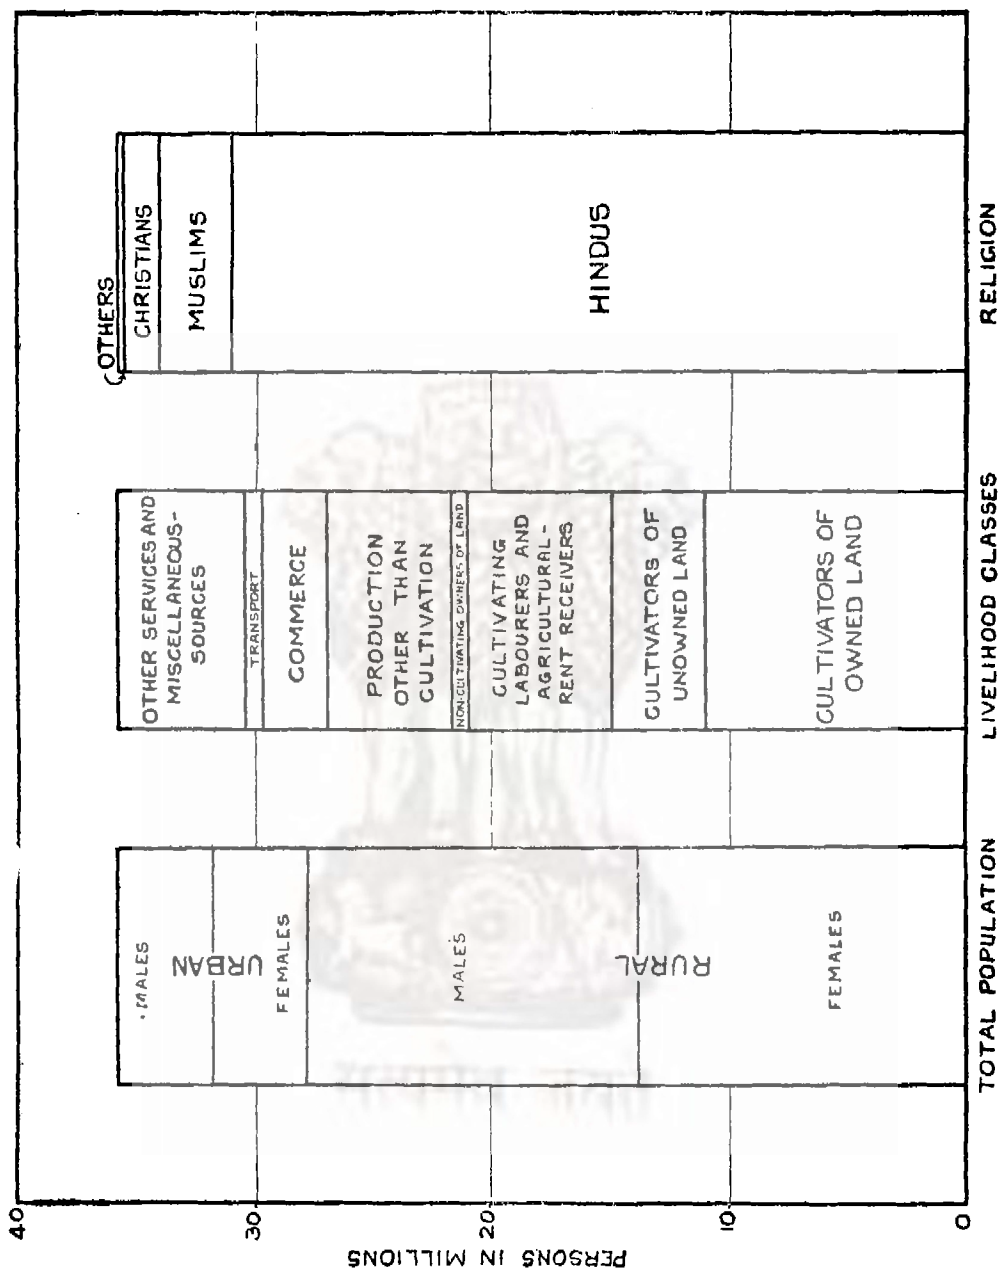 PERSONS IN MILLIONS
40
30
20
10
0
.MALES
URBAN
FEMALES
MALES
RURAL
FEMALES
TOTAL POPULATION
OTHER SERVICES AND
MISCELLANEOUS-
SOURCES
TRANSPORT
COMMERCE
PRODUCTION
OTHER THAN
CULTIVATION
NON-CULTIVATING OWNERS OF LAND
CULTIVATING
LABOURERS AND
AGRICULTURAL-
RENT RECEIVERS
CULTIVATORS OF
UNOWNED LAND
CULTIVATORS OF
OWNED LAND
LIVELIHOOD CLASSES
OTHERS
CHRISTIANS
MUSLIMS
HINDUS
RELIGION